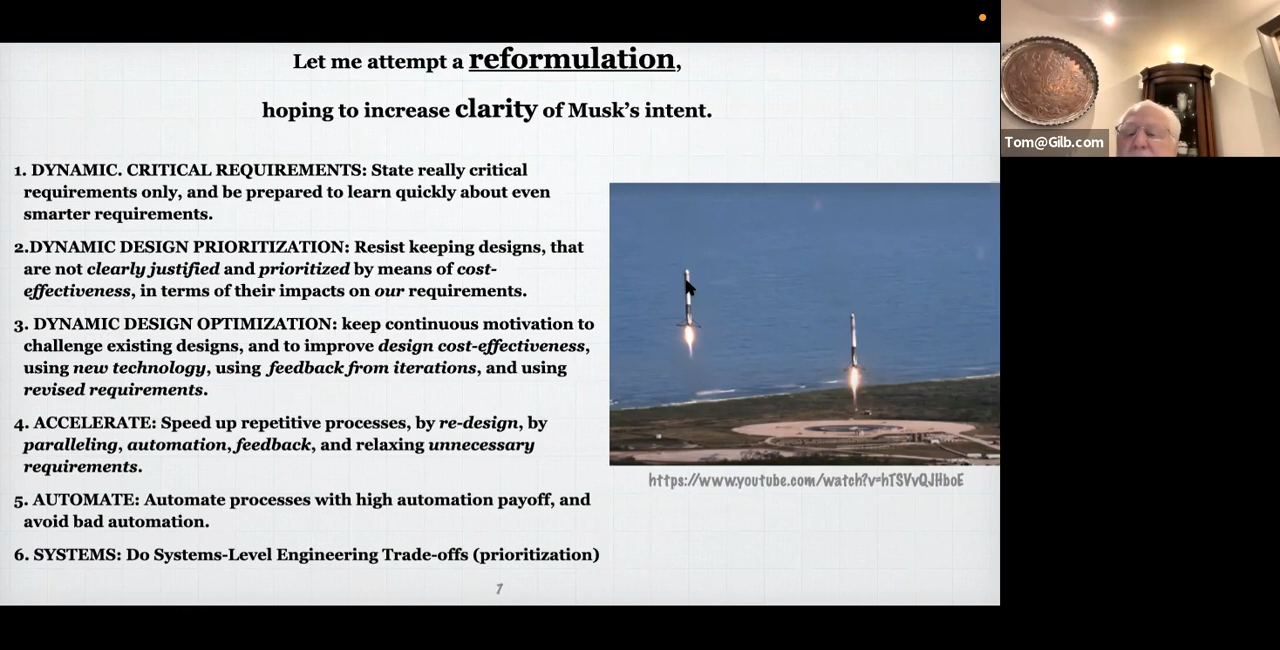 Let me attempt a reformulation,
hoping to increase clarity of Musk's intent.
1. DYNAMIC. CRITICAL REQUIREMENTS: State really critical
requirements only, and be prepared to learn quickly about even
smarter requirements.
2.DYNAMIC DESIGN PRIORITIZATION: Resist keeping designs, that
are not clearly justified and prioritized by means of cost-
effectiveness, in terms of their impacts on our requirements.
3. DYNAMIC DESIGN OPTIMIZATION: keep continuous motivation to
challenge existing designs, and to improve design cost-effectiveness,
using new technology, using feedback from iterations, and using
revised requirements.
4. ACCELERATE: Speed up repetitive processes, by re-design, by
paralleling, automation, feedback, and relaxing unnecessary
requirements.
5. AUTOMATE: Automate processes with high automation payoff, and
avoid bad automation.
6. SYSTEMS: Do Systems-Level Engineering Trade-offs (prioritization)
https://www.youtube.com/watch?v=hTSVvQJHboE
7
Tom@Gilb.com